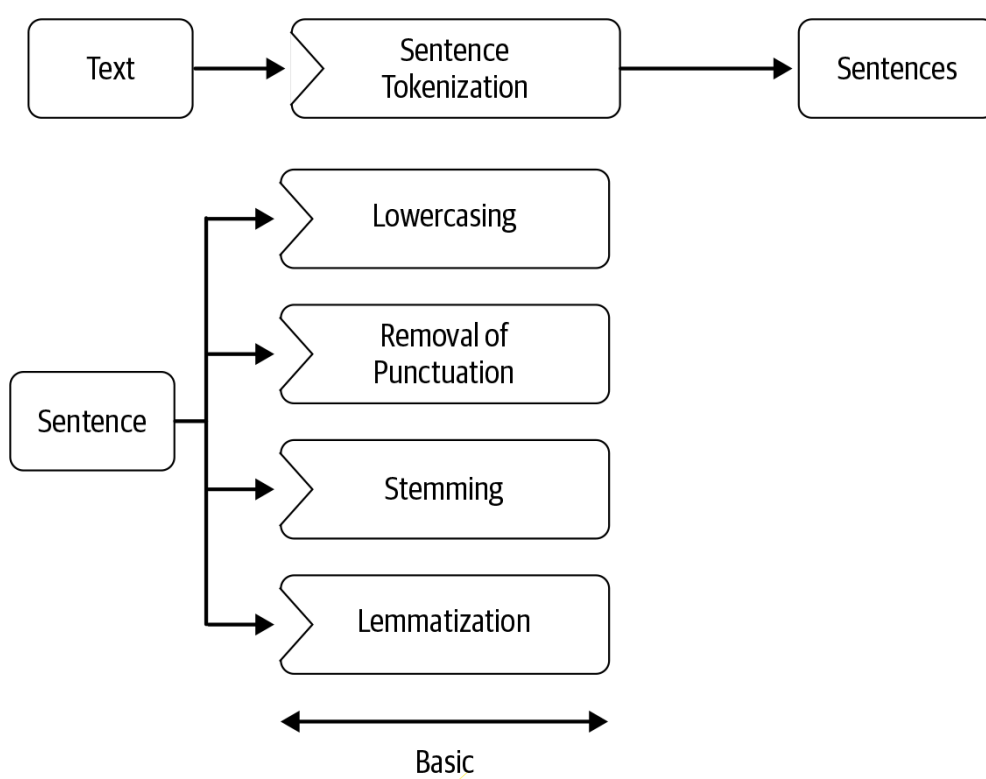 Text
Sentence
Tokenization
Sentences
Lowercasing
Removal of
Punctuation
Sentence
Stemming
Lemmatization
Basic